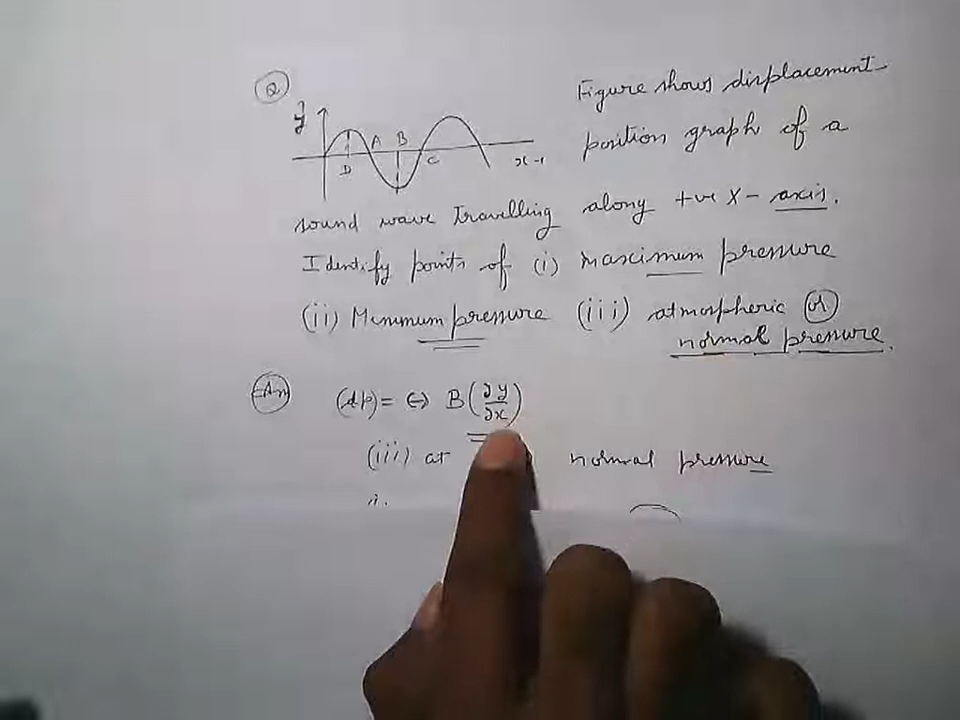 Q
y
A B
D C
x →
Figure shows displacement
position graph of a
sound wave travelling along +ve X-axis.
Identify points of (i) maximum pressure
(ii) Minimum pressure (iii) atmospheric or
normal pressure.
Ans (dp) = (-) B(∂y/∂x)
(iii) at normal pressure